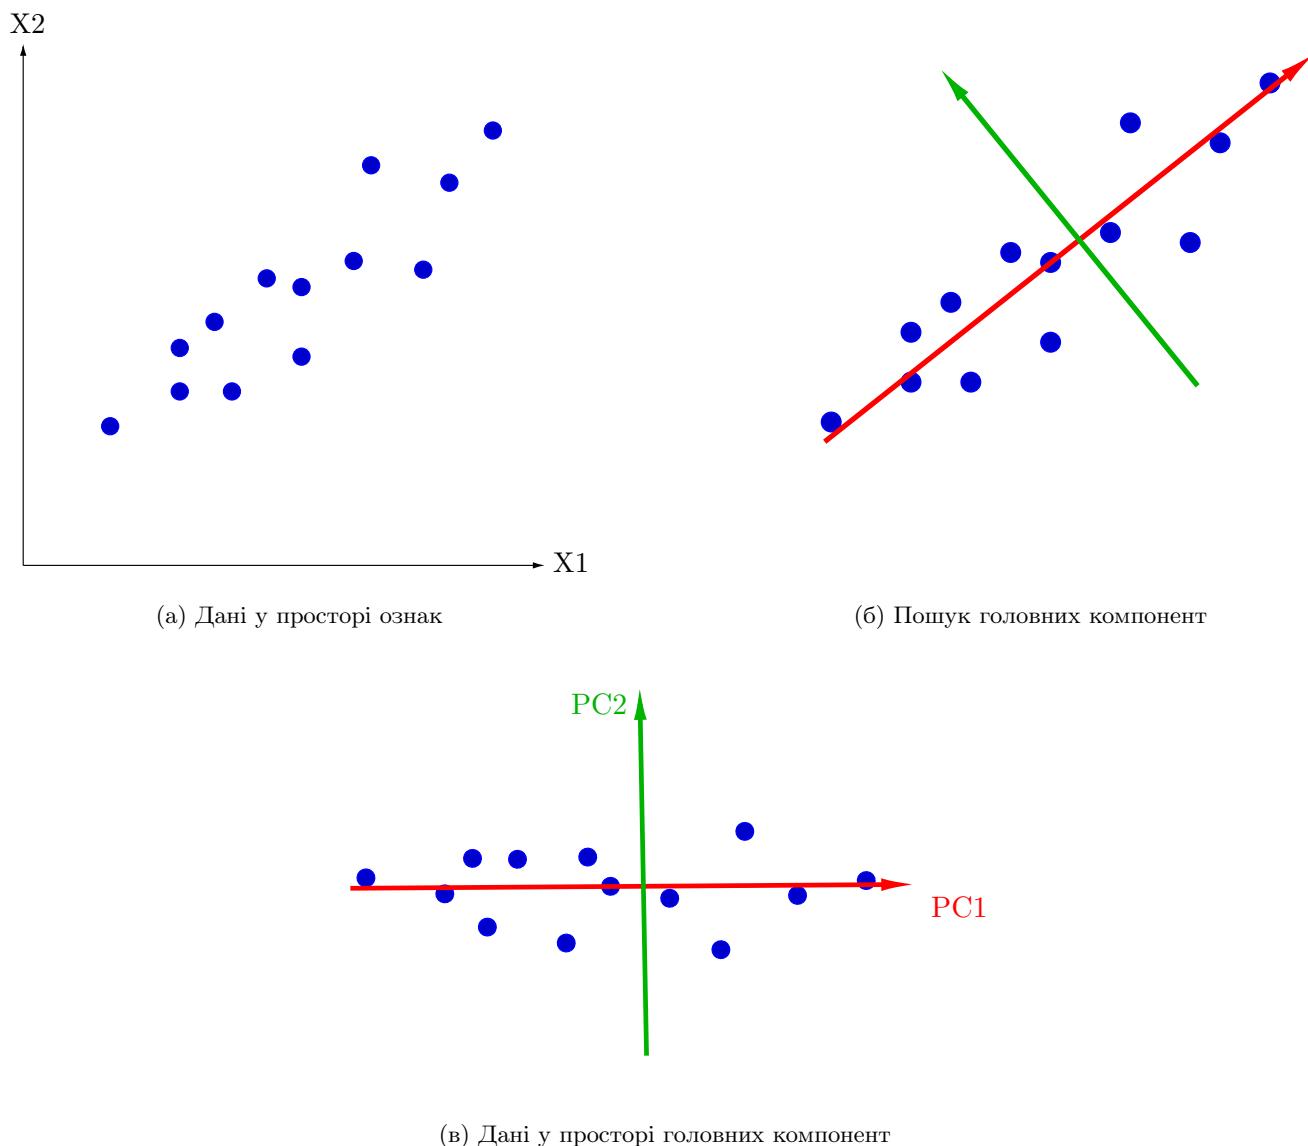 X2
X1
(а) Дані у просторі ознак
(б) Пошук головних компонент
PC2
PC1
(в) Дані у просторі головних компонент